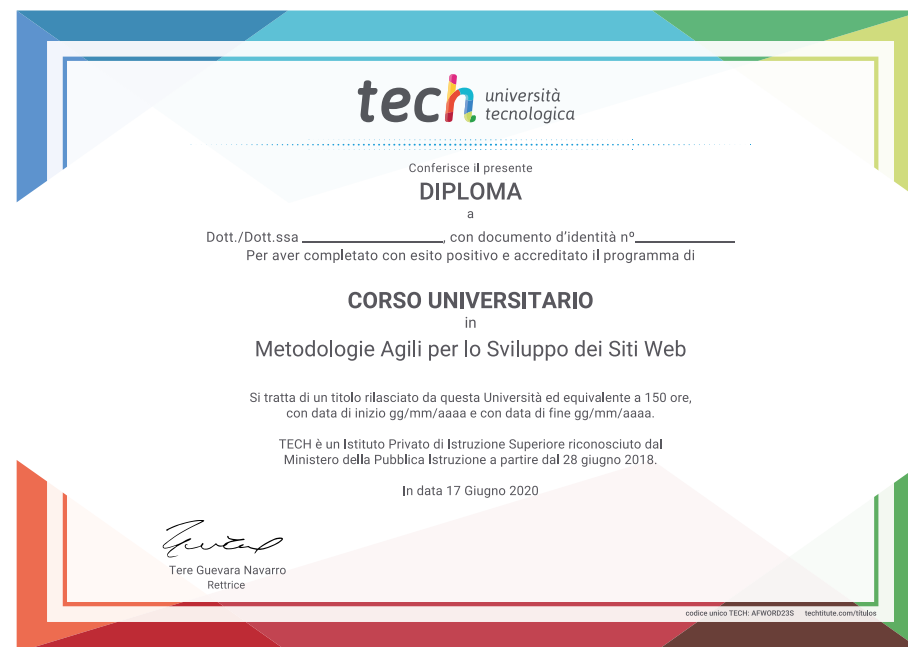 tech università
tecnologica
Conferisce il presente
DIPLOMA
a
Dott./Dott.ssa ____________________, con documento d'identità nº______________
Per aver completato con esito positivo e accreditato il programma di
CORSO UNIVERSITARIO
in
Metodologie Agili per lo Sviluppo dei Siti Web
Si tratta di un titolo rilasciato da questa Università ed equivalente a 150 ore,
con data di inizio gg/mm/aaaa e con data di fine gg/mm/aaaa.
TECH è un Istituto Privato di Istruzione Superiore riconosciuto dal
Ministero della Pubblica Istruzione a partire dal 28 giugno 2018.
In data 17 Giugno 2020
Tere Guevara Navarro
Rettrice
codice unico TECH: AFWORD23S techtitute.com/títulos